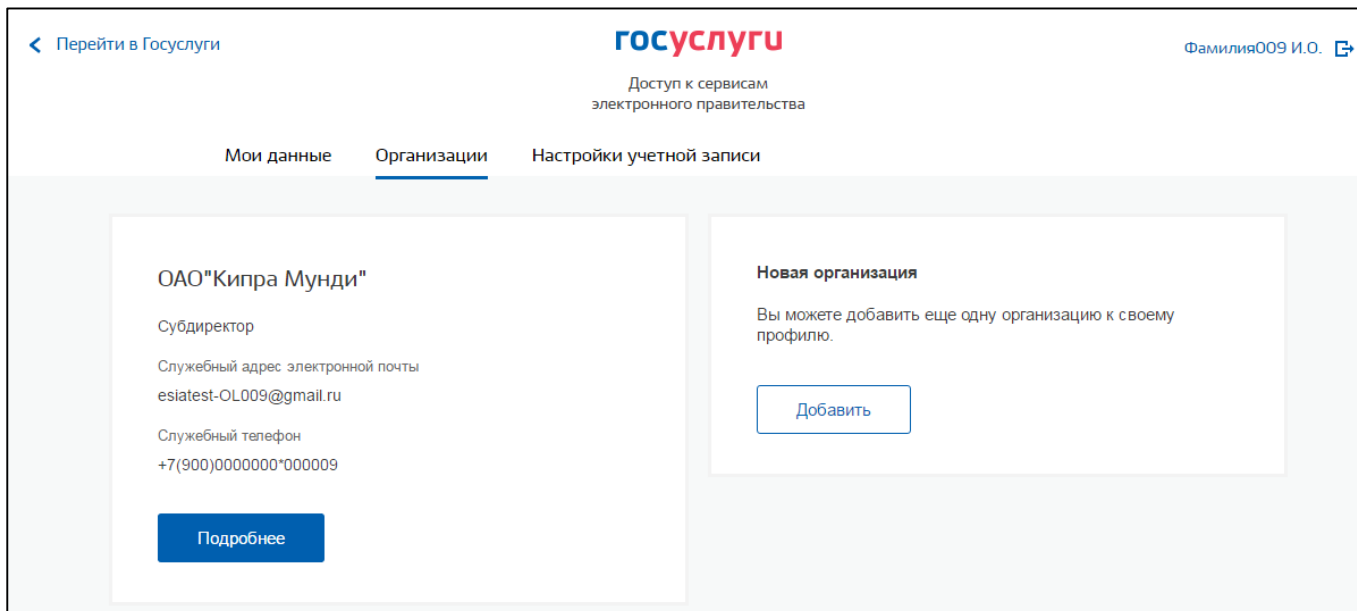 Перейти в Госуслуги
госуслуги
Фамилия009 И.О.
Доступ к сервисам
электронного правительства
Мои данные Организации Настройки учетной записи
ОАО"Кипра Мунди"
Субдиректор
Служебный адрес электронной почты
esiatest-OL009@gmail.ru
Служебный телефон
+7(900)0000000*000009
Подробнее
Новая организация
Вы можете добавить еще одну организацию к своему
профилю.
Добавить